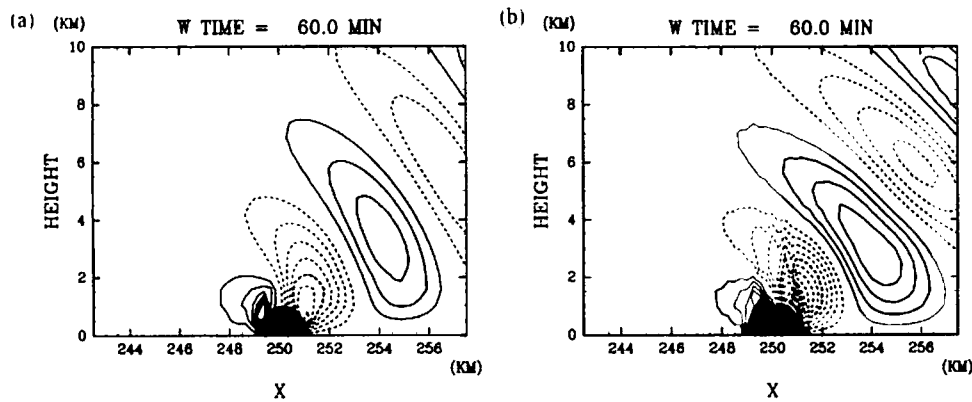 (a) (KM) W TIME = 60.0 MIN
10
8
6
4
2
0
HEIGHT
244 246 248 250 252 254 256
(KM)
X
(b) (KM) W TIME = 60.0 MIN
10
8
6
4
2
0
HEIGHT
244 246 248 250 252 254 256
(KM)
X